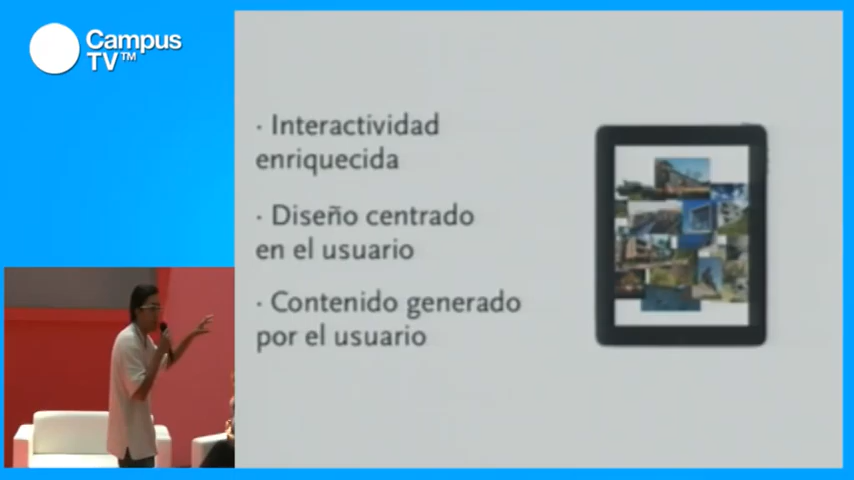 Campus
TV™
· Interactividad
enriquecida
· Diseño centrado
en el usuario
· Contenido generado
por el usuario